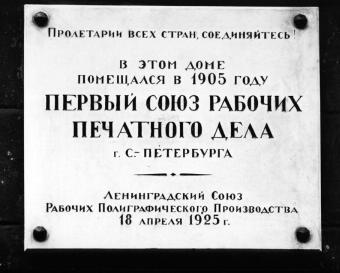 Пролетарии всех стран, соединяйтесь!
В ЭТОМ ДОМЕ
ПОМЕЩАЛСЯ В 1905 ГОДУ
ПЕРВЫЙ СОЮЗ РАБОЧИХ
ПЕЧАТНОГО ДЕЛА
г. С.-ПЕТЕРБУРГА
Ленинградский Союз
Рабочих Полиграфического Производства
18 апреля 1925 г.